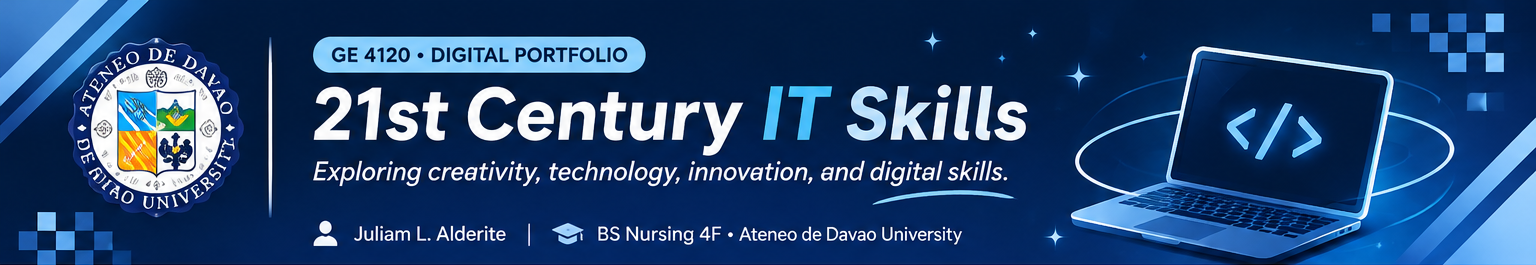 ATENEO DE DAVAO
UNIVERSITY
GE 4120 • DIGITAL PORTFOLIO
21st Century IT Skills
Exploring creativity, technology, innovation, and digital skills.
Juliam L. Alderite | BS Nursing 4F • Ateneo de Davao University
</>